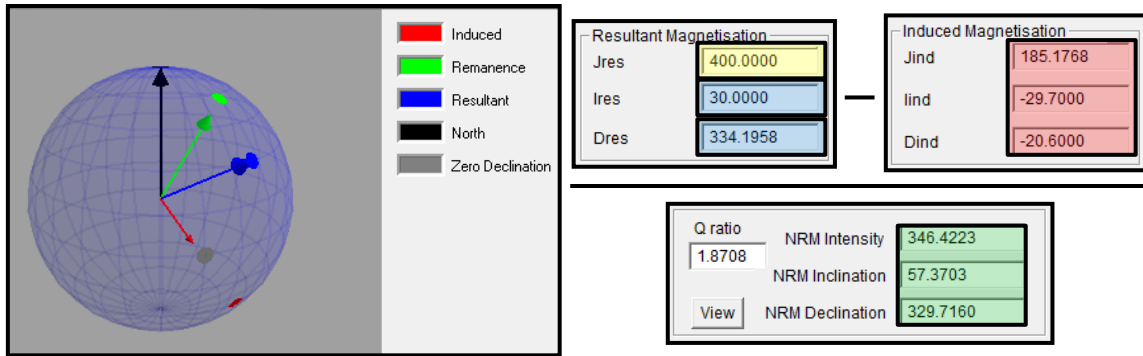 Induced
Remanence
Resultant
North
Zero Declination
Resultant Magnetisation
Jres 400.0000
Ires 30.0000
Dres 334.1958
Induced Magnetisation
Jind 185.1768
Iind -29.7000
Dind -20.6000
Q ratio
1.8708
View
NRM Intensity 346.4223
NRM Inclination 57.3703
NRM Declination 329.7160